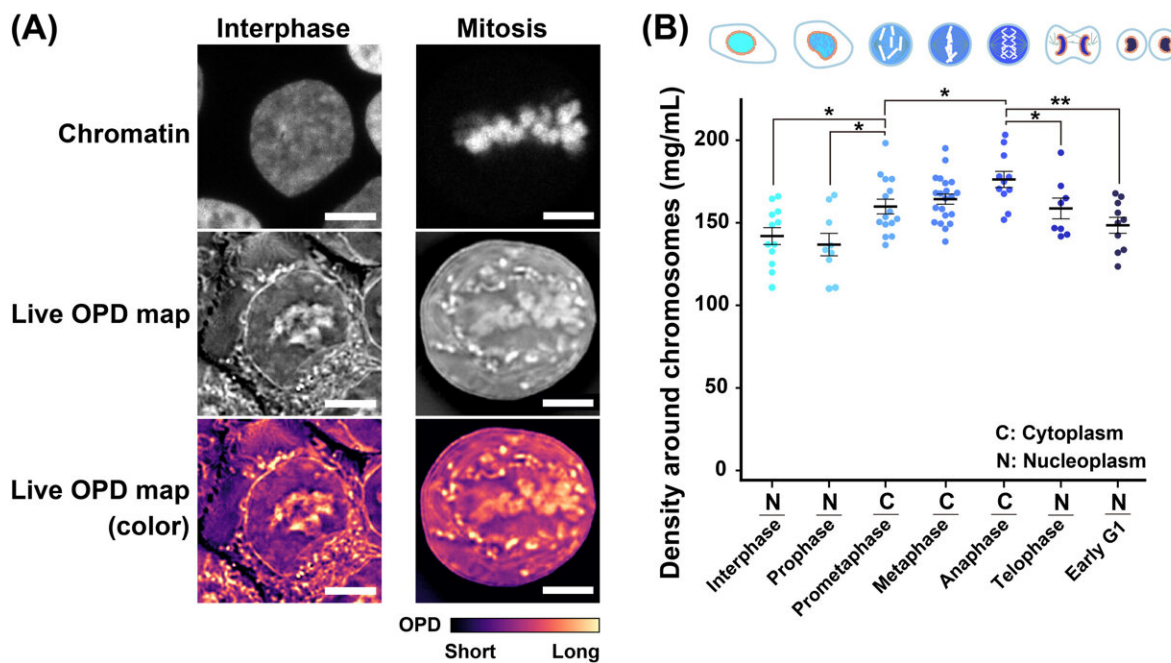 (A)
Interphase
Mitosis
Chromatin
Live OPD map
Live OPD map
(color)
OPD
Short
Long
(B)
Density around chromosomes (mg/mL)
200
150
100
50
0
*
*
*
*
**
C: Cytoplasm
N: Nucleoplasm
N
N
C
C
C
N
N
Interphase
Prophase
Prometaphase
Metaphase
Anaphase
Telophase
Early G1